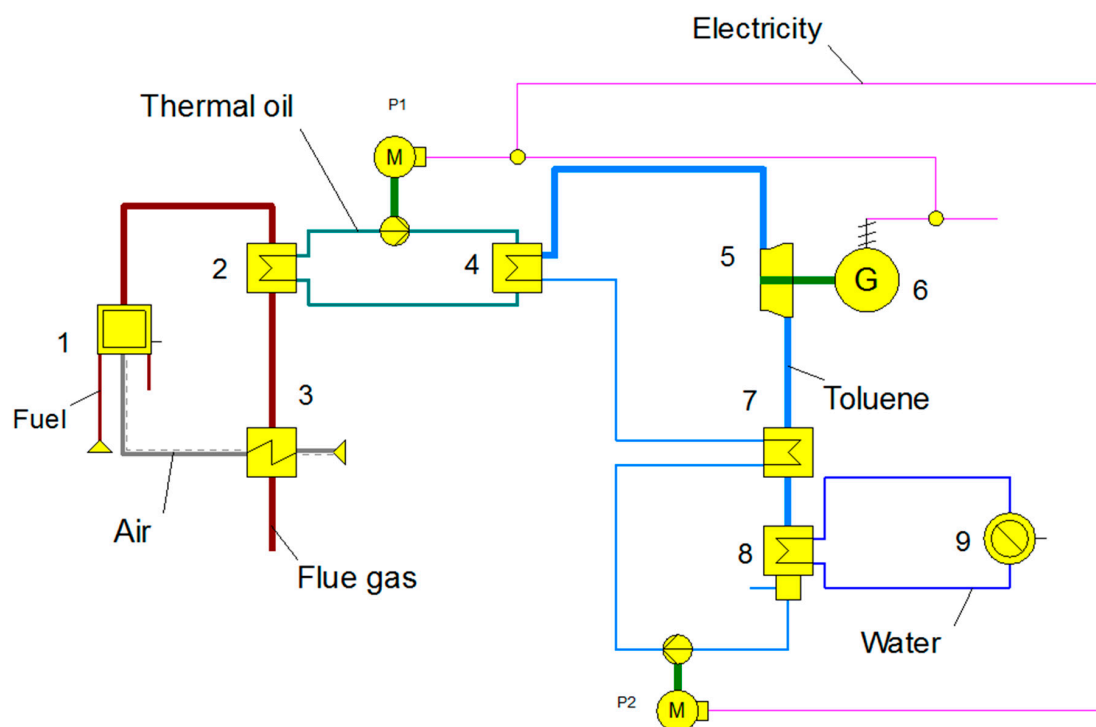 Electricity
Thermal oil
P1
M
2
4
5
G
6
1
3
Fuel
7
Toluene
Air
Flue gas
8
9
Water
P2
M